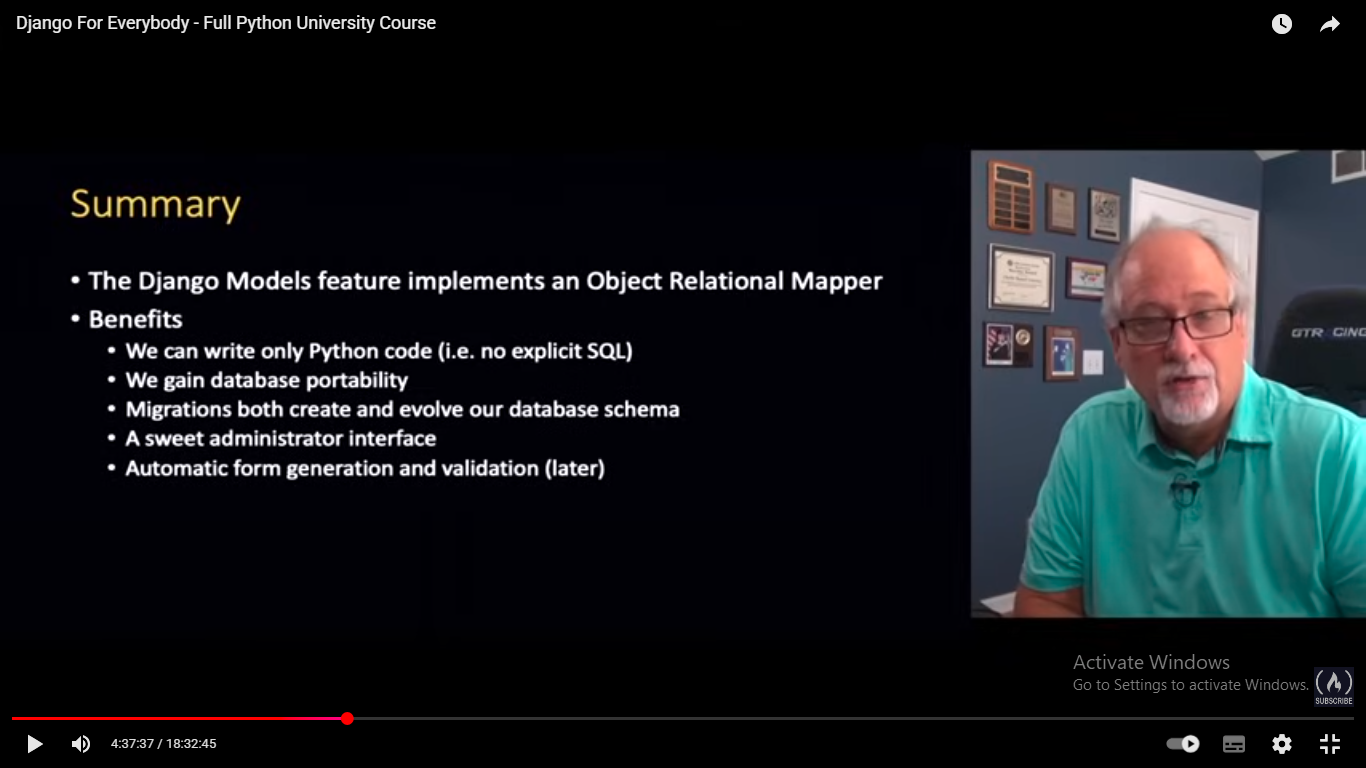 Django For Everybody - Full Python University Course
Summary
• The Django Models feature implements an Object Relational Mapper
• Benefits
• We can write only Python code (i.e. no explicit SQL)
• We gain database portability
• Migrations both create and evolve our database schema
• A sweet administrator interface
• Automatic form generation and validation (later)
GTRACING
Activate Windows
Go to Settings to activate Windows.
SUBSCRIBE
4:37:37 / 18:32:45